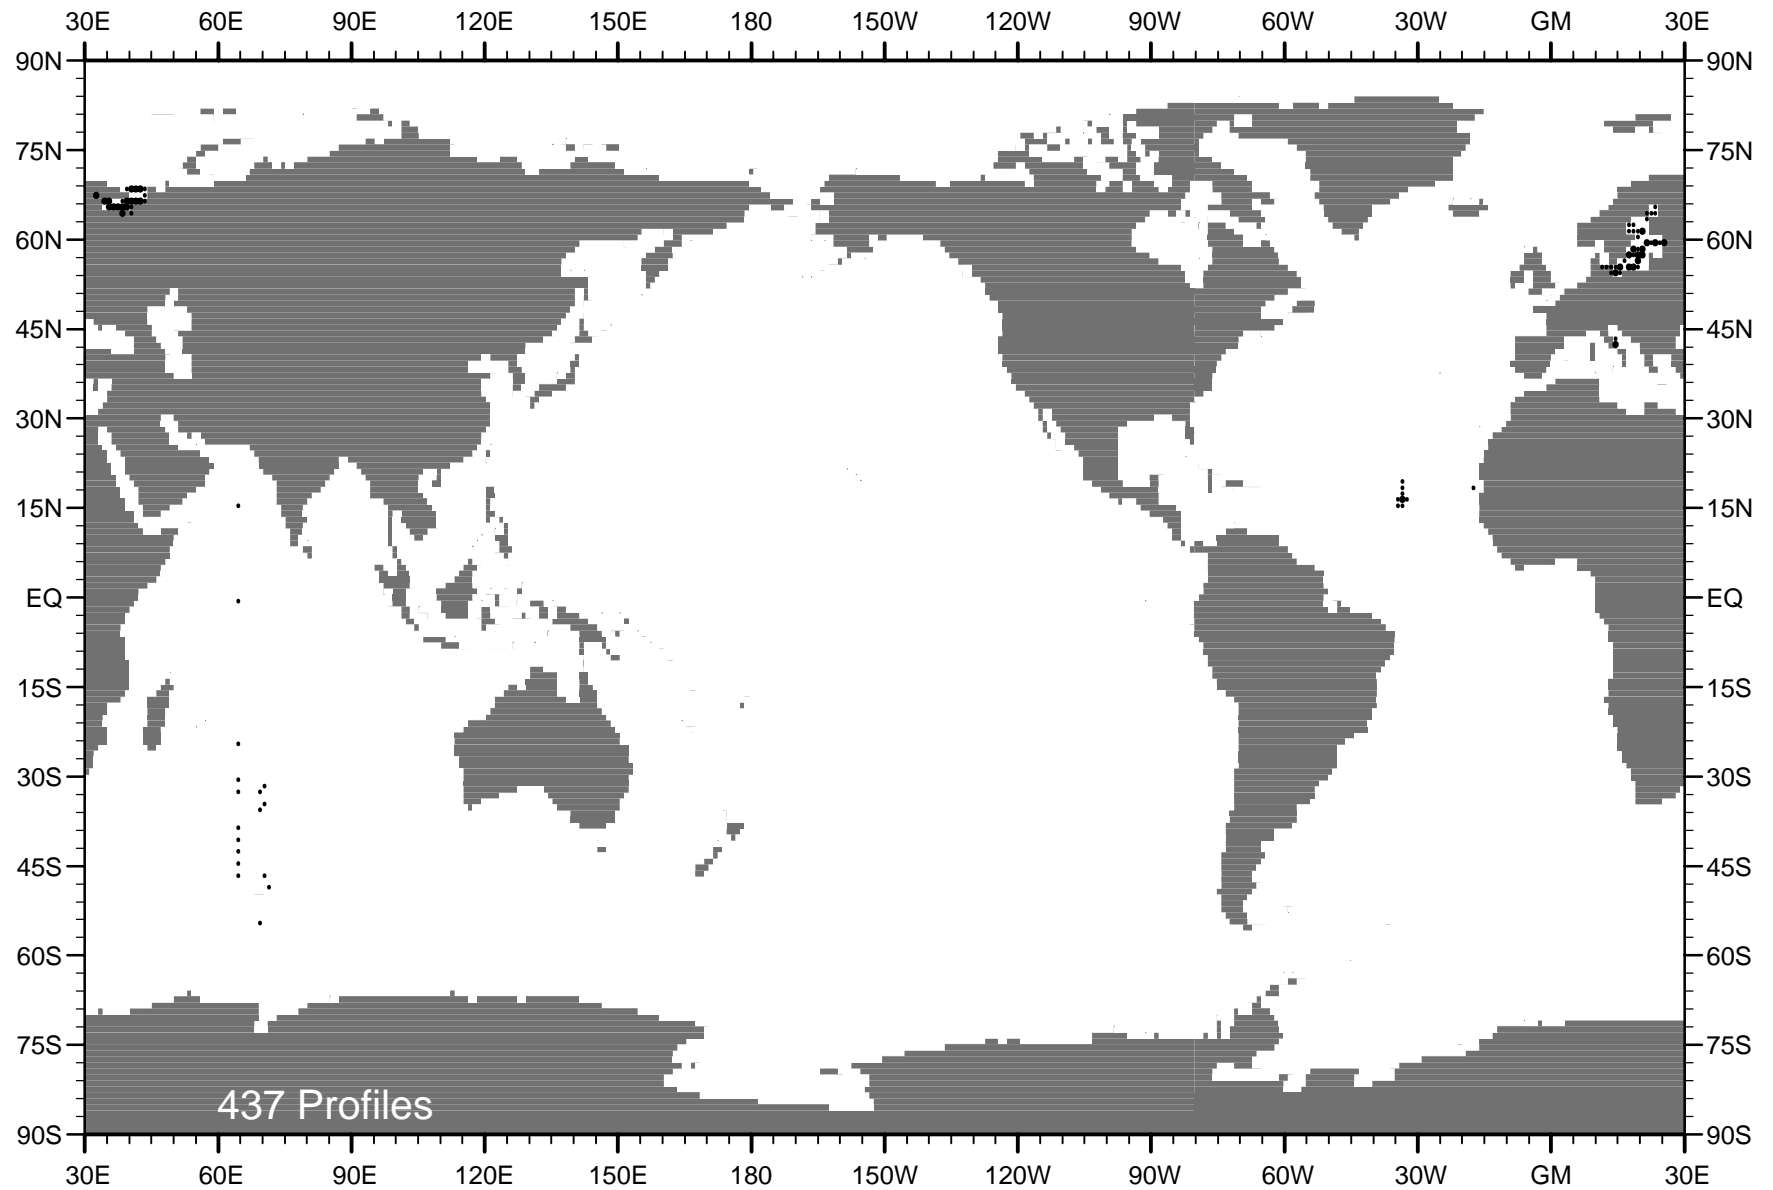 30E 60E 90E 120E 150E 180 150W 120W 90W 60W 30W GM 30E
90N 90N
75N 75N
60N 60N
45N 45N
30N 30N
15N 15N
EQ EQ
15S 15S
30S 30S
45S 45S
60S 60S
75S 75S
437 Profiles
90S 90S
30E 60E 90E 120E 150E 180 150W 120W 90W 60W 30W GM 30E